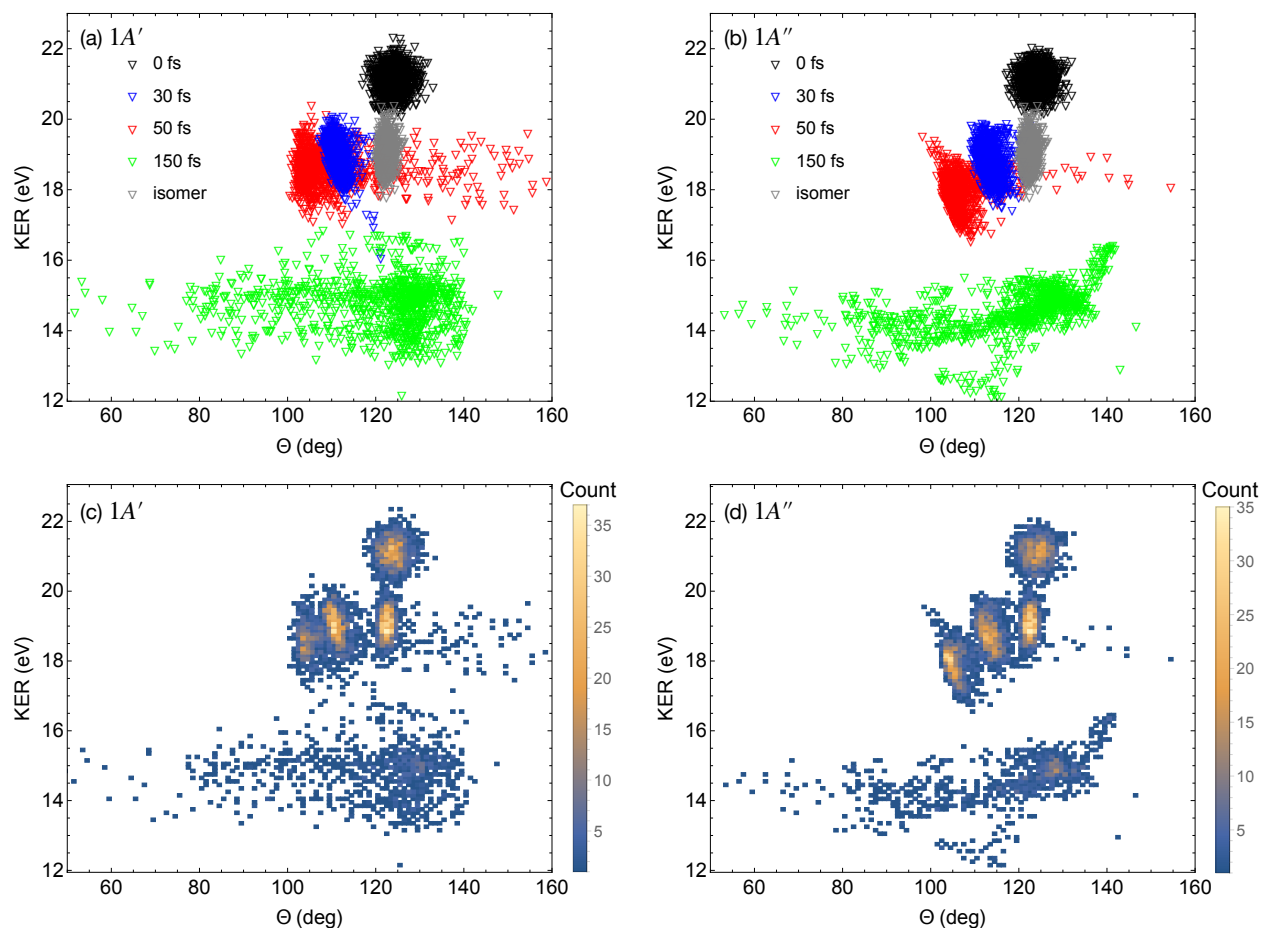 (a) 1A′
0 fs
30 fs
50 fs
150 fs
isomer
KER (eV)
22
20
18
16
14
12
60 80 100 120 140 160
Θ (deg)
(b) 1A″
0 fs
30 fs
50 fs
150 fs
isomer
KER (eV)
22
20
18
16
14
12
60 80 100 120 140 160
Θ (deg)
(c) 1A′
KER (eV)
22
20
18
16
14
12
60 80 100 120 140 160
Θ (deg)
Count
35
30
25
20
15
10
5
(d) 1A″
KER (eV)
22
20
18
16
14
12
60 80 100 120 140 160
Θ (deg)
Count
35
30
25
20
15
10
5